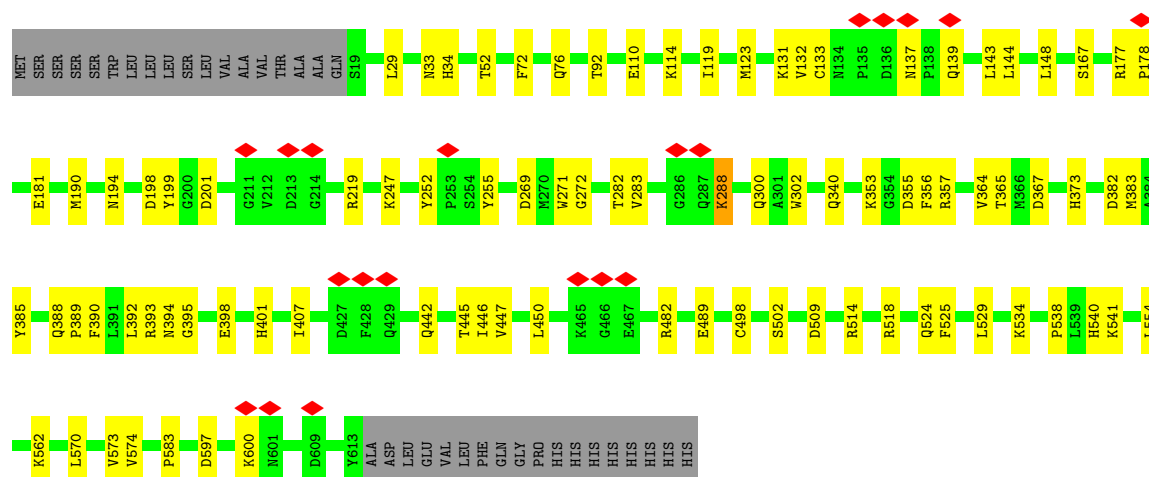 MET SER SER SER SER TRP LEU LEU LEU SER LEU VAL ALA VAL THR ALA ALA GLN S19 L29 N33 H34 T52 F72 Q76 T92 E110 K114 I119 M123 K131 V132 C133 N134 P135 D136 N137 P138 Q139 L143 L144 L148 S167 R177 P178
E181 M190 N194 D198 Y199 G200 D201 G211 V212 D213 G214 R219 K247 Y252 P253 S254 Y255 D269 M270 W271 G272 T282 V283 G286 Q287 K288 Q300 A301 W302 Q340 K353 G354 D355 F356 R357 V364 T365 M366 D367 H373 D382 M383 A384
Y385 Q388 P389 F390 L391 L392 R393 N394 G395 E398 H401 I407 D427 F428 Q429 Q442 T445 I446 V447 L450 K465 G466 E467 R482 E489 C498 S502 D509 R514 R518 Q524 F525 L529 K534 P538 L539 H540 K541 L554
K562 L570 V573 V574 P583 D597 K600 N601 D609 Y613 ALA ASP LEU GLU VAL LEU PHE GLN GLY PRO HIS HIS HIS HIS HIS HIS HIS HIS